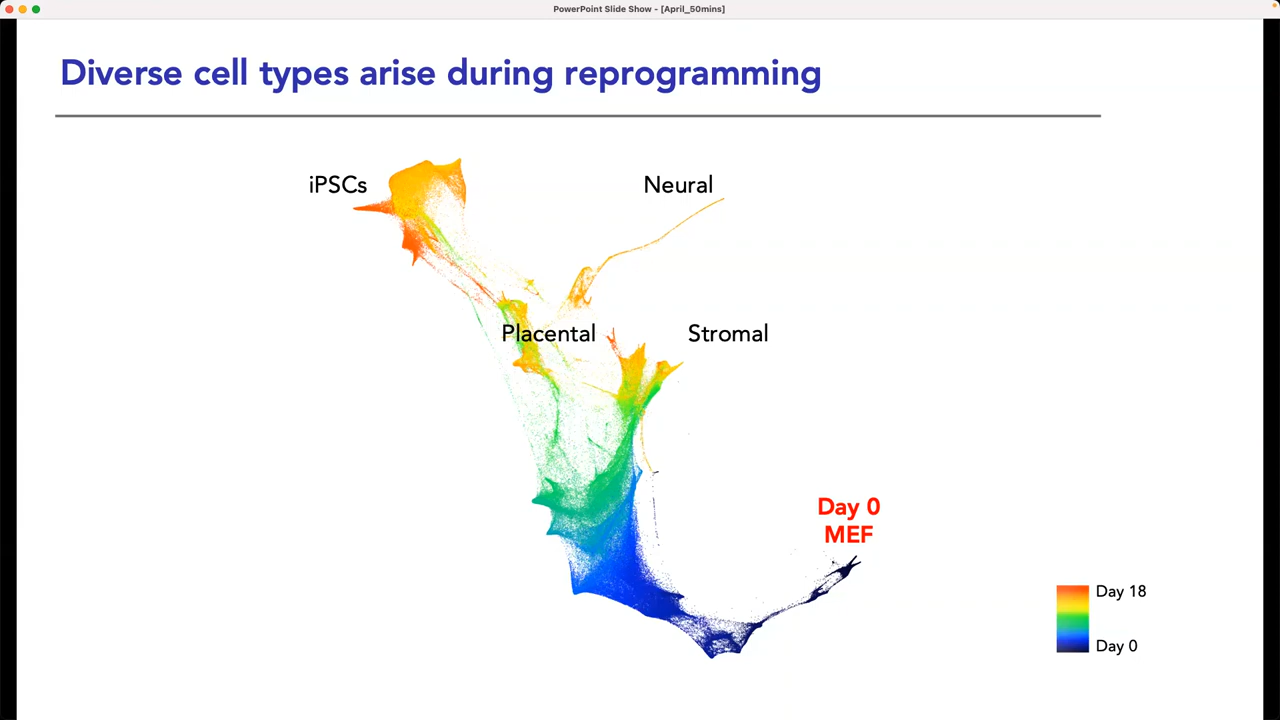 PowerPoint Slide Show - [April_50mins]
Diverse cell types arise during reprogramming
iPSCs
Neural
Placental
Stromal
Day 0
MEF
Day 18
Day 0